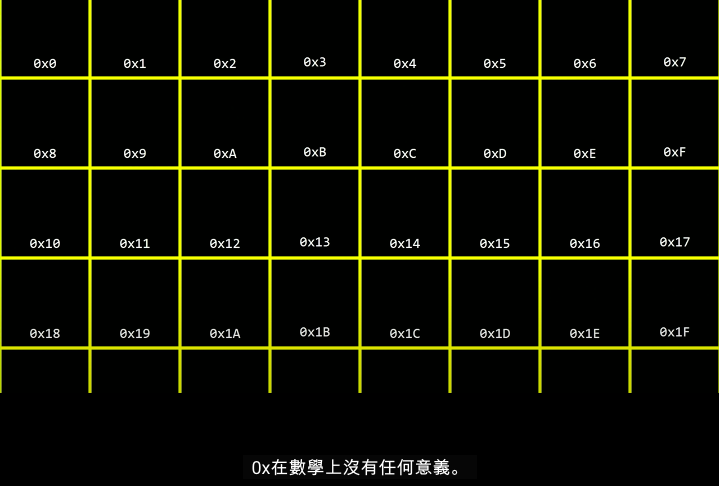 0x0 0x1 0x2 0x3 0x4 0x5 0x6 0x7
0x8 0x9 0xA 0xB 0xC 0xD 0xE 0xF
0x10 0x11 0x12 0x13 0x14 0x15 0x16 0x17
0x18 0x19 0x1A 0x1B 0x1C 0x1D 0x1E 0x1F
0x在數學上沒有任何意義。